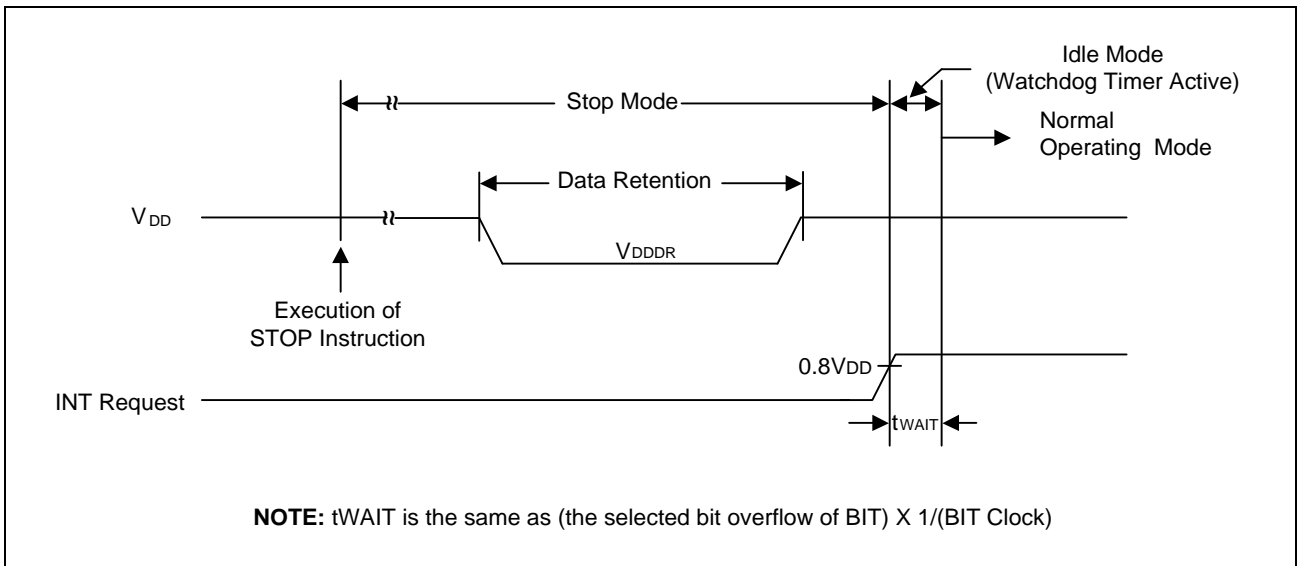 Idle Mode
(Watchdog Timer Active)
Stop Mode
Normal
Operating Mode
Data Retention
VDD
VDDDR
Execution of
STOP Instruction
0.8VDD
INT Request
tWAIT
NOTE: tWAIT is the same as (the selected bit overflow of BIT) X 1/(BIT Clock)